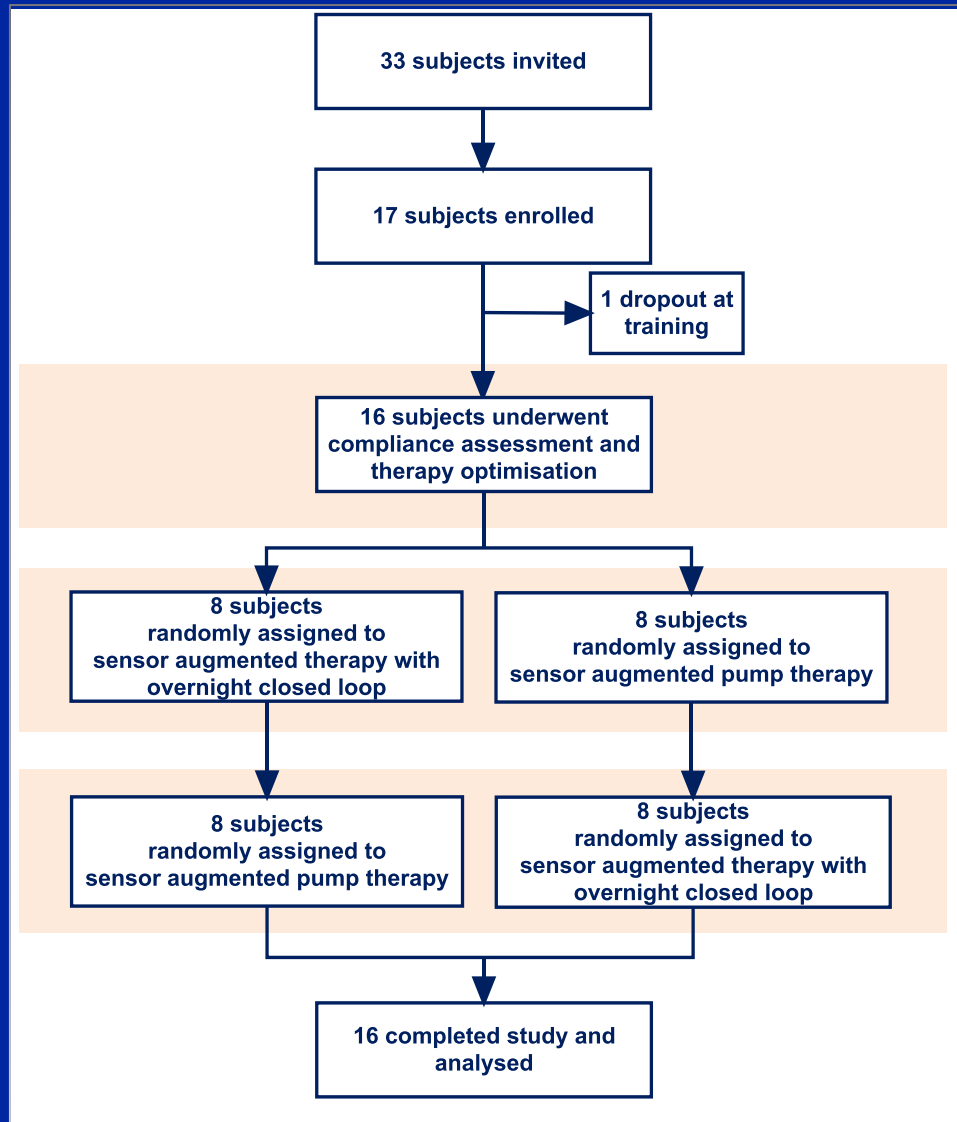 33 subjects invited
17 subjects enrolled
1 dropout at
training
16 subjects underwent
compliance assessment and
therapy optimisation
8 subjects
randomly assigned to
sensor augmented therapy with
overnight closed loop
8 subjects
randomly assigned to
sensor augmented pump therapy
8 subjects
randomly assigned to
sensor augmented pump therapy
8 subjects
randomly assigned to
sensor augmented therapy with
overnight closed loop
16 completed study and
analysed